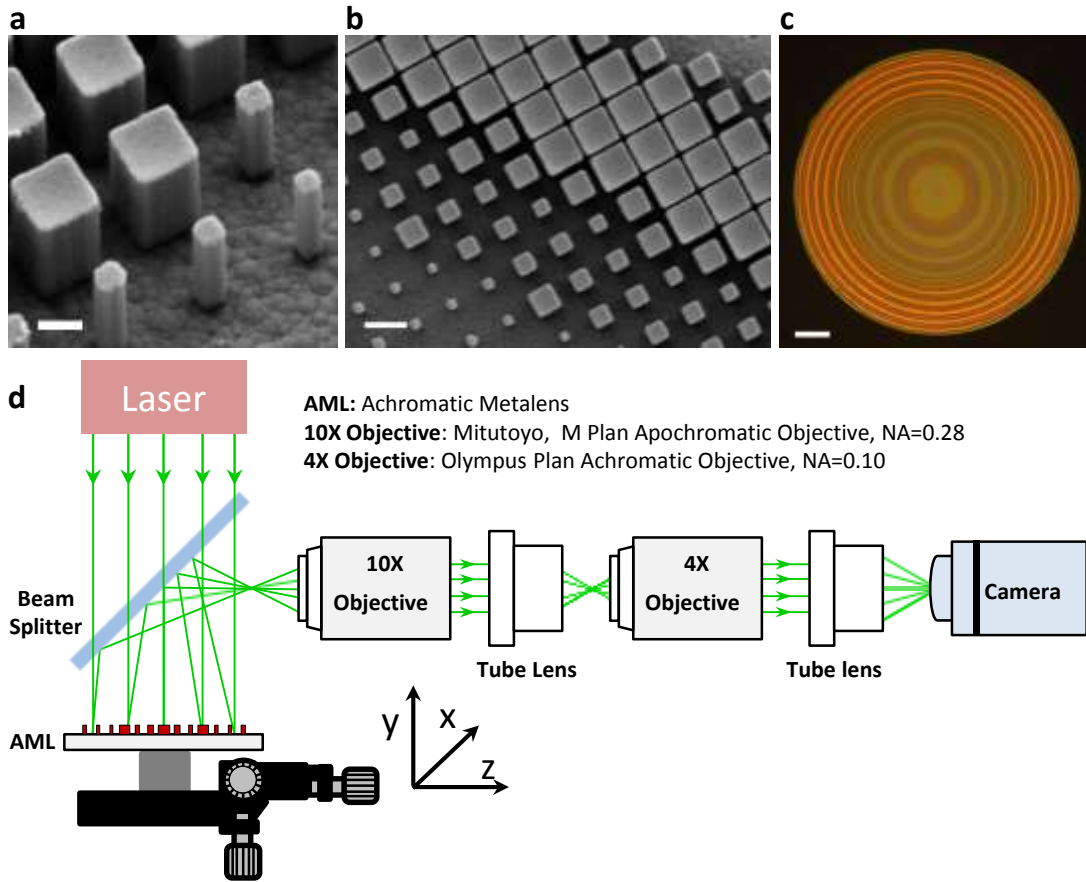 a
b
c
d
Laser
AML: Achromatic Metalens
10X Objective: Mitutoyo, M Plan Apochromatic Objective, NA=0.28
4X Objective: Olympus Plan Achromatic Objective, NA=0.10
10X
Objective
4X
Objective
Camera
Beam
Splitter
Tube Lens
Tube lens
AML
y
x
z